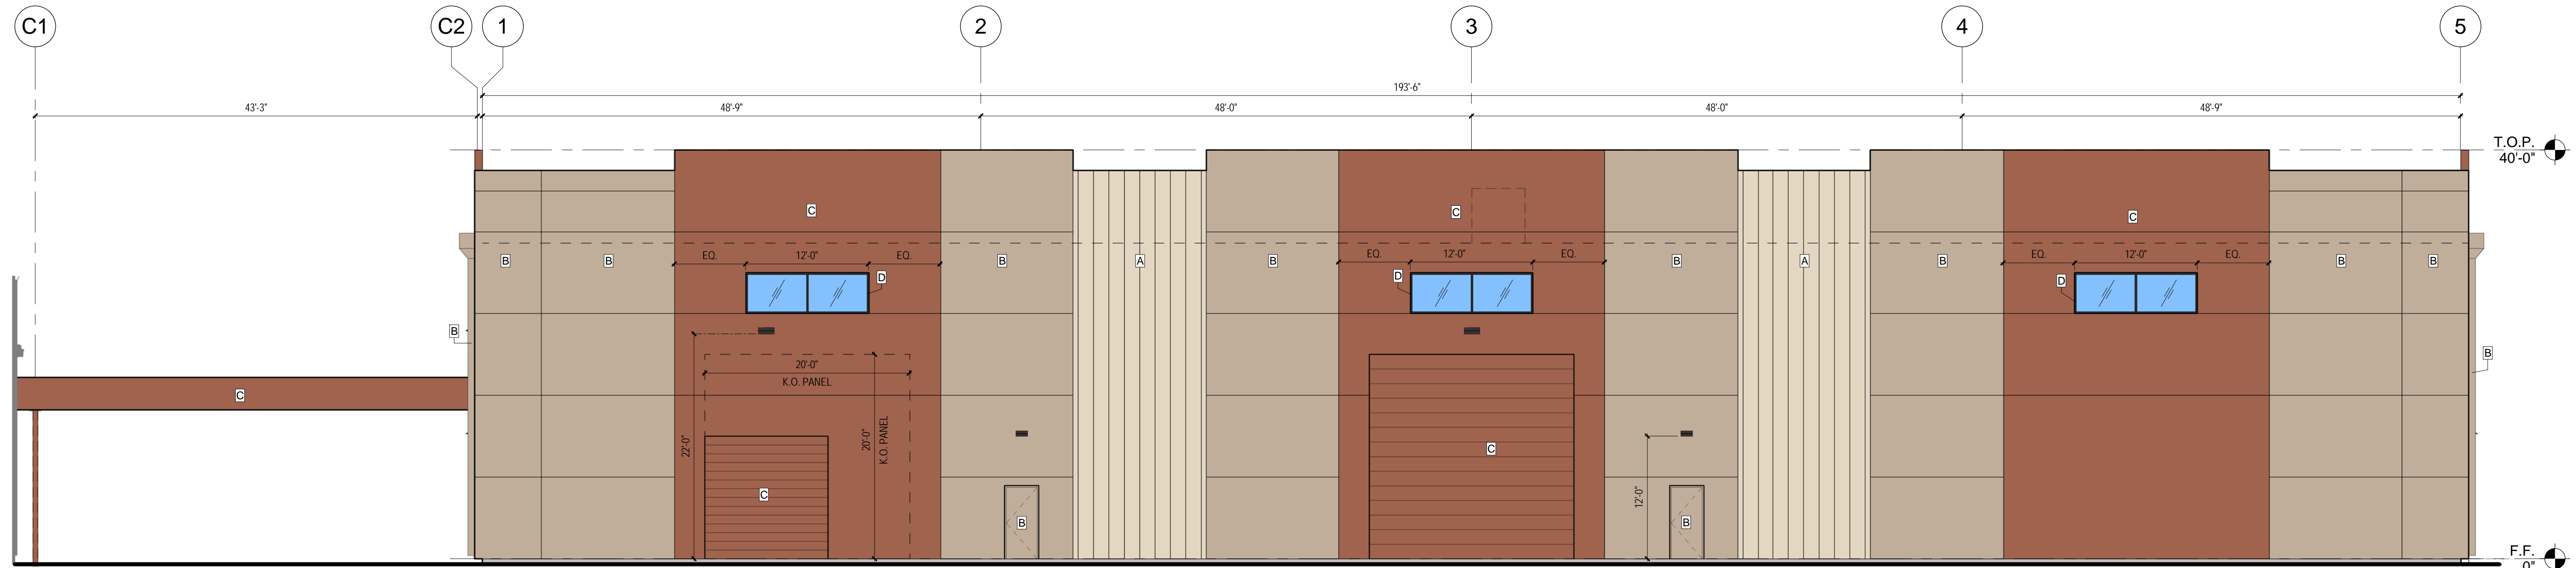 C1
C2
1
2
3
4
5
193'-6"
43'-3"
48'-9"
48'-0"
48'-0"
48'-9"
T.O.P.
40'-0"
C
C
C
EQ.
12'-0"
EQ.
EQ.
12'-0"
EQ.
EQ.
12'-0"
EQ.
B
B
B
A
B
B
A
B
B
B
D
D
D
B
B
20'-0"
K.O. PANEL
C
22'-0"
20'-0"
K.O. PANEL
C
C
12'-0"
B
B
F.F.
0"